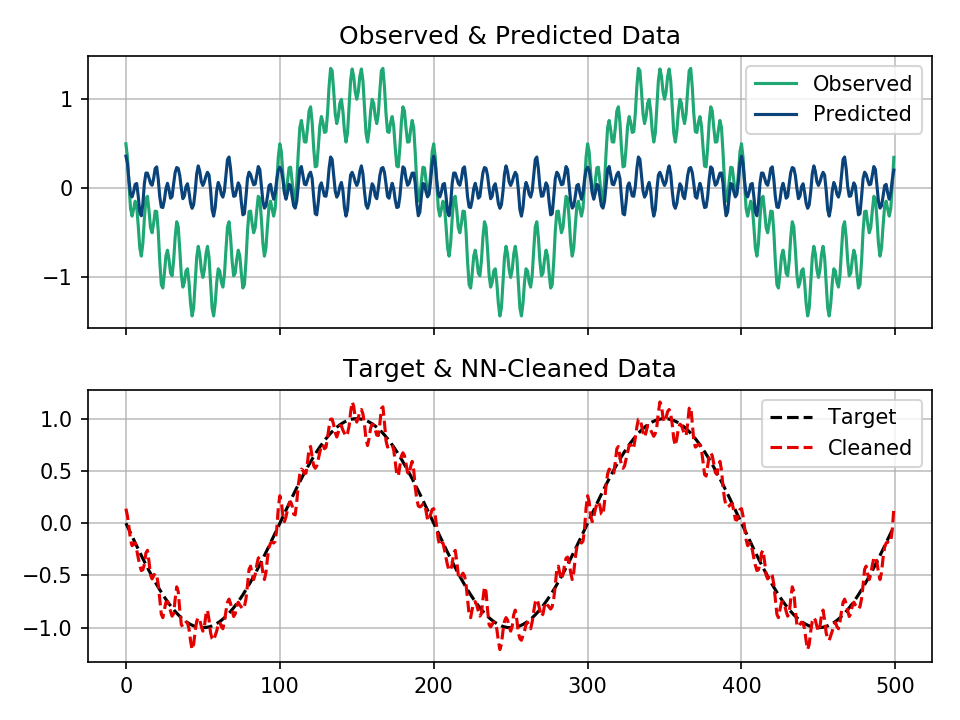 Observed & Predicted Data
Observed
Predicted
1
0
−1
Target & NN-Cleaned Data
Target
Cleaned
1.0
0.5
0.0
−0.5
−1.0
0
100
200
300
400
500